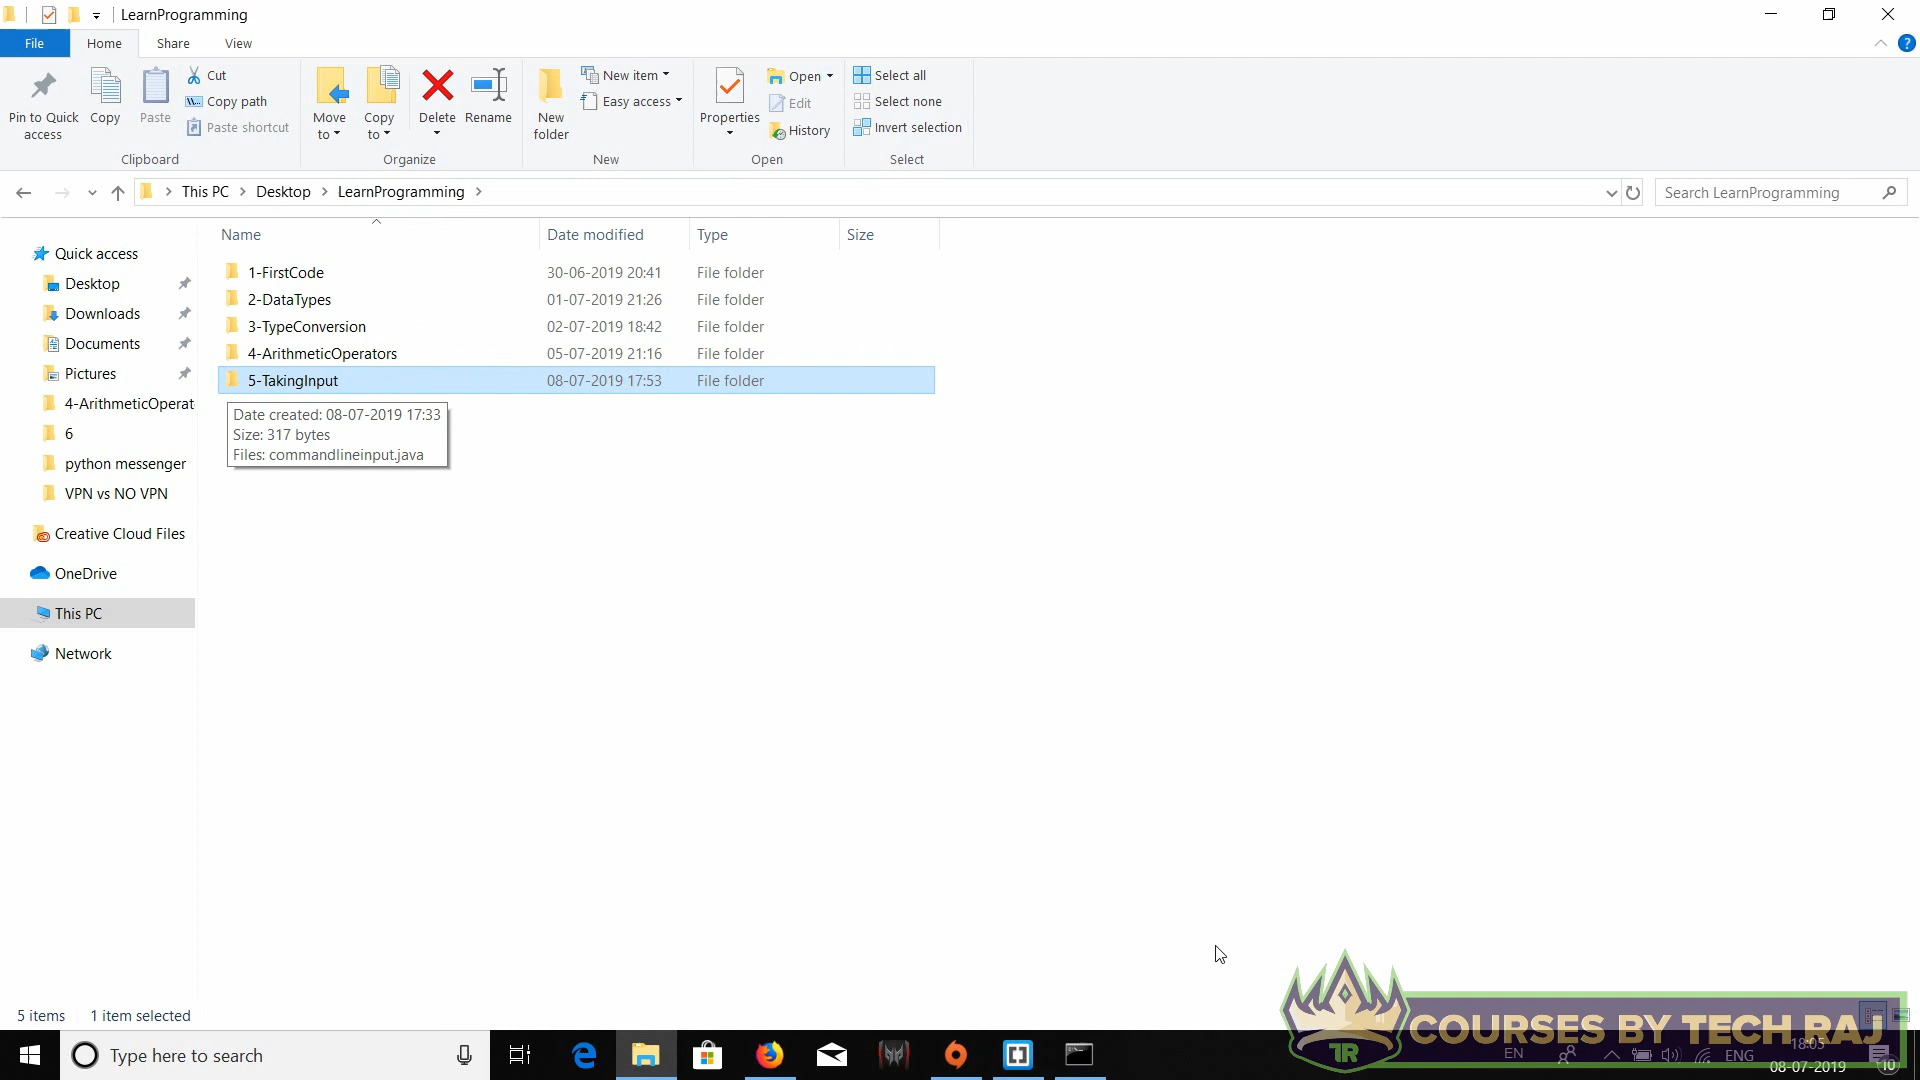 LearnProgramming
File
Home
Share
View
?
Pin to Quick
access
Copy
Paste
Cut
Copy path
Paste shortcut
Clipboard
Move
to
Copy
to
Delete
Rename
Organize
New
folder
New item
Easy access
New
Properties
Open
Edit
History
Open
Select all
Select none
Invert selection
Select
This PC
Desktop
LearnProgramming
Search LearnProgramming
Name
Date modified
Type
Size
1-FirstCode
30-06-2019 20:41
File folder
2-DataTypes
01-07-2019 21:26
File folder
3-TypeConversion
02-07-2019 18:42
File folder
4-ArithmeticOperators
05-07-2019 21:16
File folder
5-TakingInput
08-07-2019 17:53
File folder
Date created: 08-07-2019 17:33
Size: 317 bytes
Files: commandlineinput.java
Quick access
Desktop
Downloads
Documents
Pictures
4-ArithmeticOperat
6
python messenger
VPN vs NO VPN
Creative Cloud Files
OneDrive
This PC
Network
5 items
1 item selected
COURSES BY TECH RAJ
TR
Type here to search
EN
ENG
18:05
08-07-2019
10